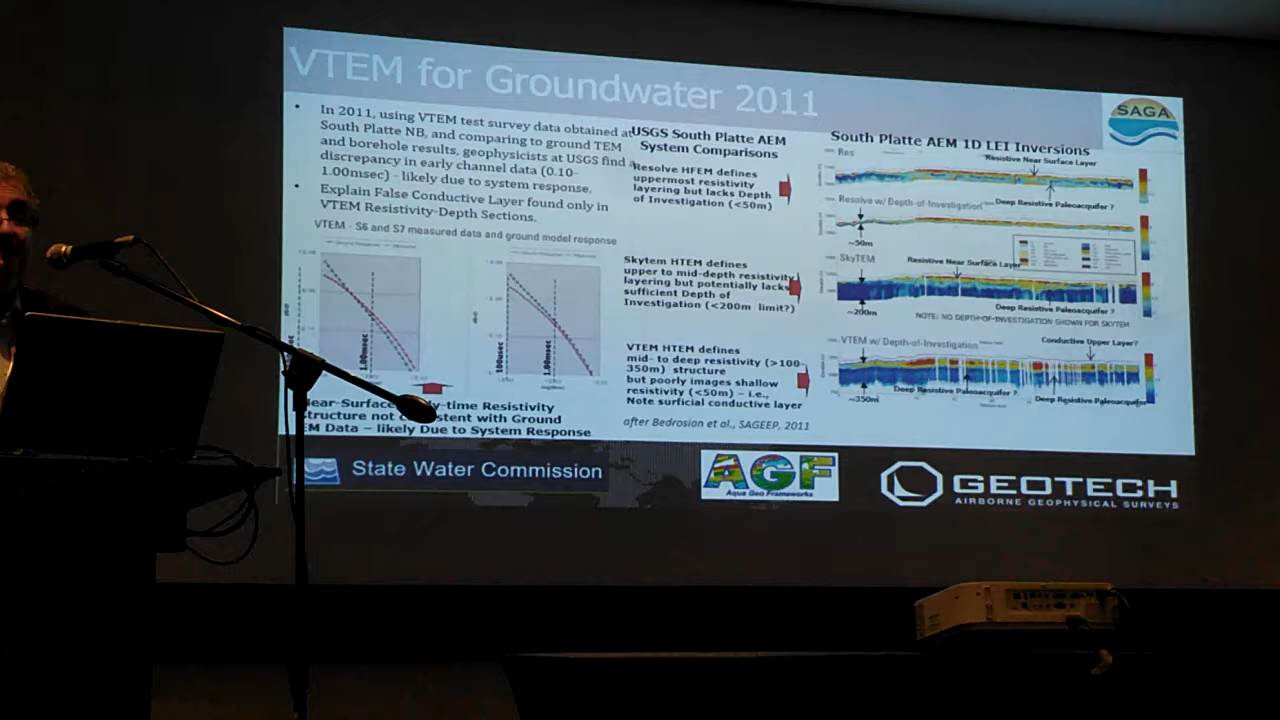 VTEM for Groundwater 2011
SAGA
• In 2011, using VTEM test survey data obtained at
South Platte NB, and comparing to ground TEM
and borehole results, geophysicists at USGS find a
discrepancy in early channel data (0.10-
1.00msec) - likely due to system response.
• Explain False Conductive Layer found only in
VTEM Resistivity-Depth Sections.
VTEM - S6 and S7 measured data and ground model response
1.00msec
100usec
1.00msec
Near-Surface
-time Resistivity
Structure not
with Ground
EM Data – likely Due to System Response
USGS South Platte AEM
System Comparisons
Resolve HFEM defines
uppermost resistivity
layering but lacks Depth
of Investigation (<50m)
Skytem HTEM defines
upper to mid-depth resistivity
layering but potentially lacks
sufficient Depth of
Investigation (<200m limit?)
VTEM HTEM defines
mid- to deep resistivity (>100-
350m) structure
but poorly images shallow
resistivity (<50m) – i.e.,
Note surficial conductive layer
after Bedrosian et al., SAGEEP, 2011
South Platte AEM 1D LEI Inversions
Res
Resistive Near Surface Layer
Deep Resistive Paleoacquifer ?
Resolve w/ Depth-of-Investigation
~50m
SkyTEM
Resistive Near Surface Layer
Deep Resistive Paleoacquifer ?
~200m
NOTE: NO DEPTH-OF-INVESTIGATION SHOWN FOR SKYTEM
VTEM w/ Depth-of-Investigation
Conductive Upper Layer?
Deep Resistive Paleoacquifer ?
Deep Resistive Paleoacquifer
~350m
State Water Commission
AGF
Aqua Geo Frameworks
GEOTECH
AIRBORNE GEOPHYSICAL SURVEYS